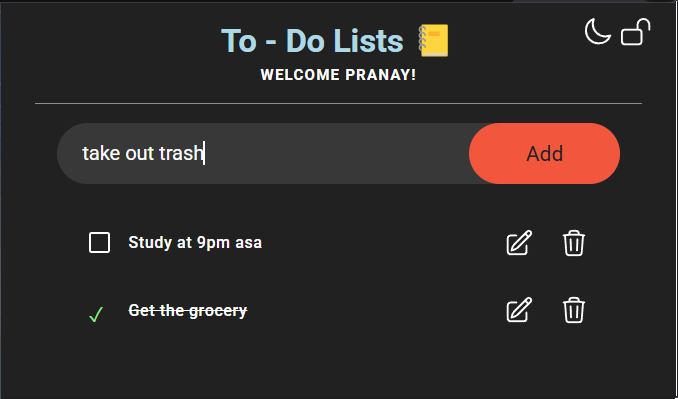 To - Do Lists 📒
WELCOME PRANAY!
take out trash
Add
Study at 9pm asa
Get the grocery